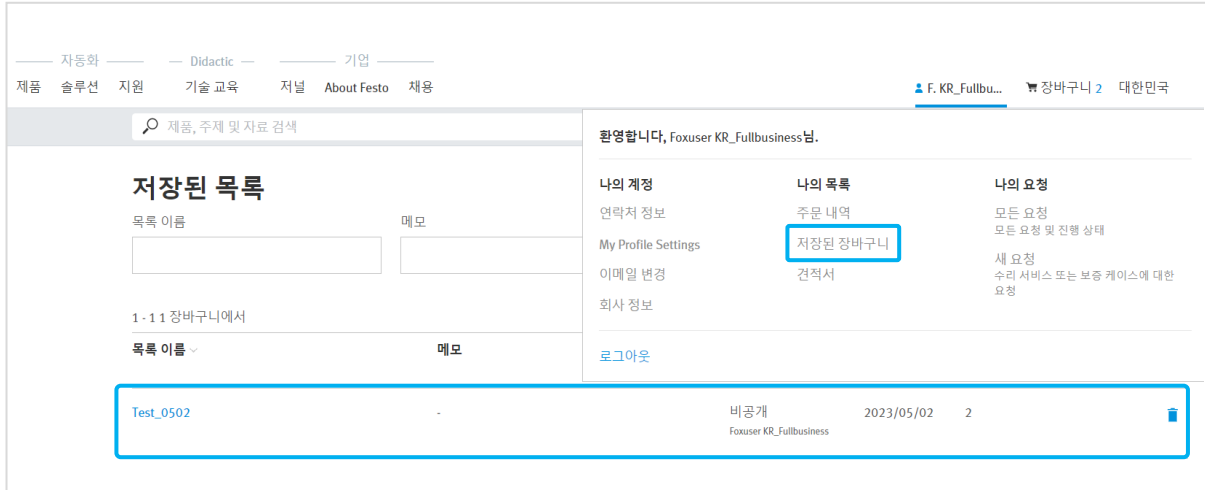 자동화 Didactic 기업
제품 솔루션 지원 기술 교육 저널 About Festo 채용 F. KR_Fullbu... 장바구니 2 대한민국
제품, 주제 및 자료 검색
환영합니다, Foxuser KR_Fullbusiness님.
저장된 목록
목록 이름 메모
나의 계정 나의 목록 나의 요청
연락처 정보 주문 내역 모든 요청
모든 요청 및 진행 상태
My Profile Settings 저장된 장바구니
새 요청
이메일 변경 견적서 수리 서비스 또는 보증 케이스에 대한
요청
회사 정보
1 - 1 1 장바구니에서
목록 이름 메모
로그아웃
Test_0502 - 비공개 2023/05/02 2
Foxuser KR_Fullbusiness